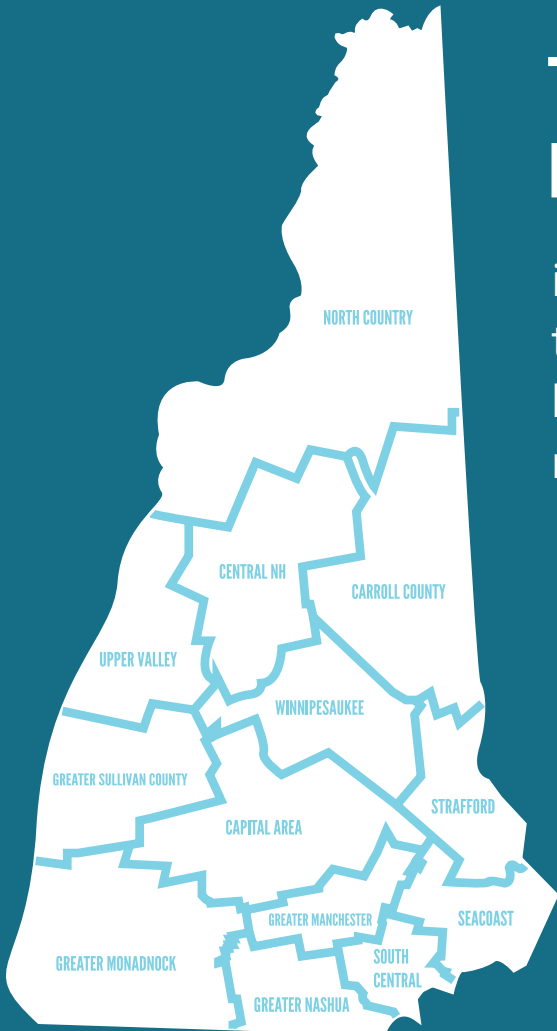 NORTH COUNTRY
CENTRAL NH
CARROLL COUNTY
UPPER VALLEY
WINNIPESAUKEE
GREATER SULLIVAN COUNTY
STRAFFORD
CAPITAL AREA
GREATER MANCHESTER
SEACOAST
SOUTH
CENTRAL
GREATER MONADNOCK
GREATER NASHUA